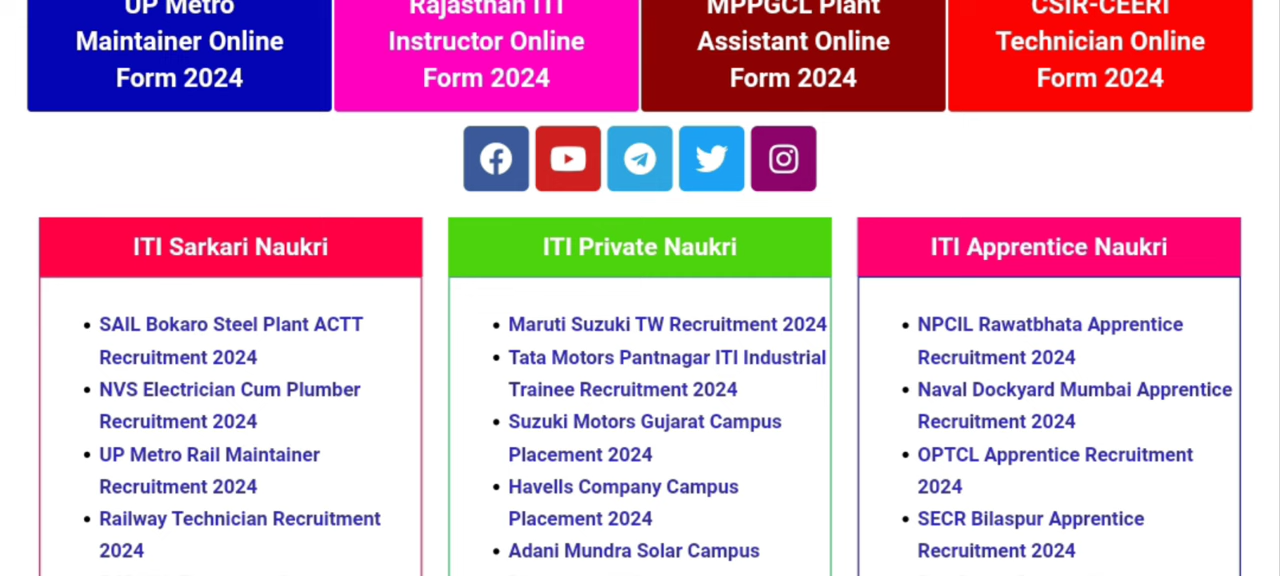 UP Metro
Maintainer Online
Form 2024
Rajasthan ITI
Instructor Online
Form 2024
MPPGCL Plant
Assistant Online
Form 2024
CSIR-CEERI
Technician Online
Form 2024
ITI Sarkari Naukri
SAIL Bokaro Steel Plant ACTT
Recruitment 2024
NVS Electrician Cum Plumber
Recruitment 2024
UP Metro Rail Maintainer
Recruitment 2024
Railway Technician Recruitment
2024
ITI Private Naukri
Maruti Suzuki TW Recruitment 2024
Tata Motors Pantnagar ITI Industrial
Trainee Recruitment 2024
Suzuki Motors Gujarat Campus
Placement 2024
Havells Company Campus
Placement 2024
Adani Mundra Solar Campus
ITI Apprentice Naukri
NPCIL Rawatbhata Apprentice
Recruitment 2024
Naval Dockyard Mumbai Apprentice
Recruitment 2024
OPTCL Apprentice Recruitment
2024
SECR Bilaspur Apprentice
Recruitment 2024